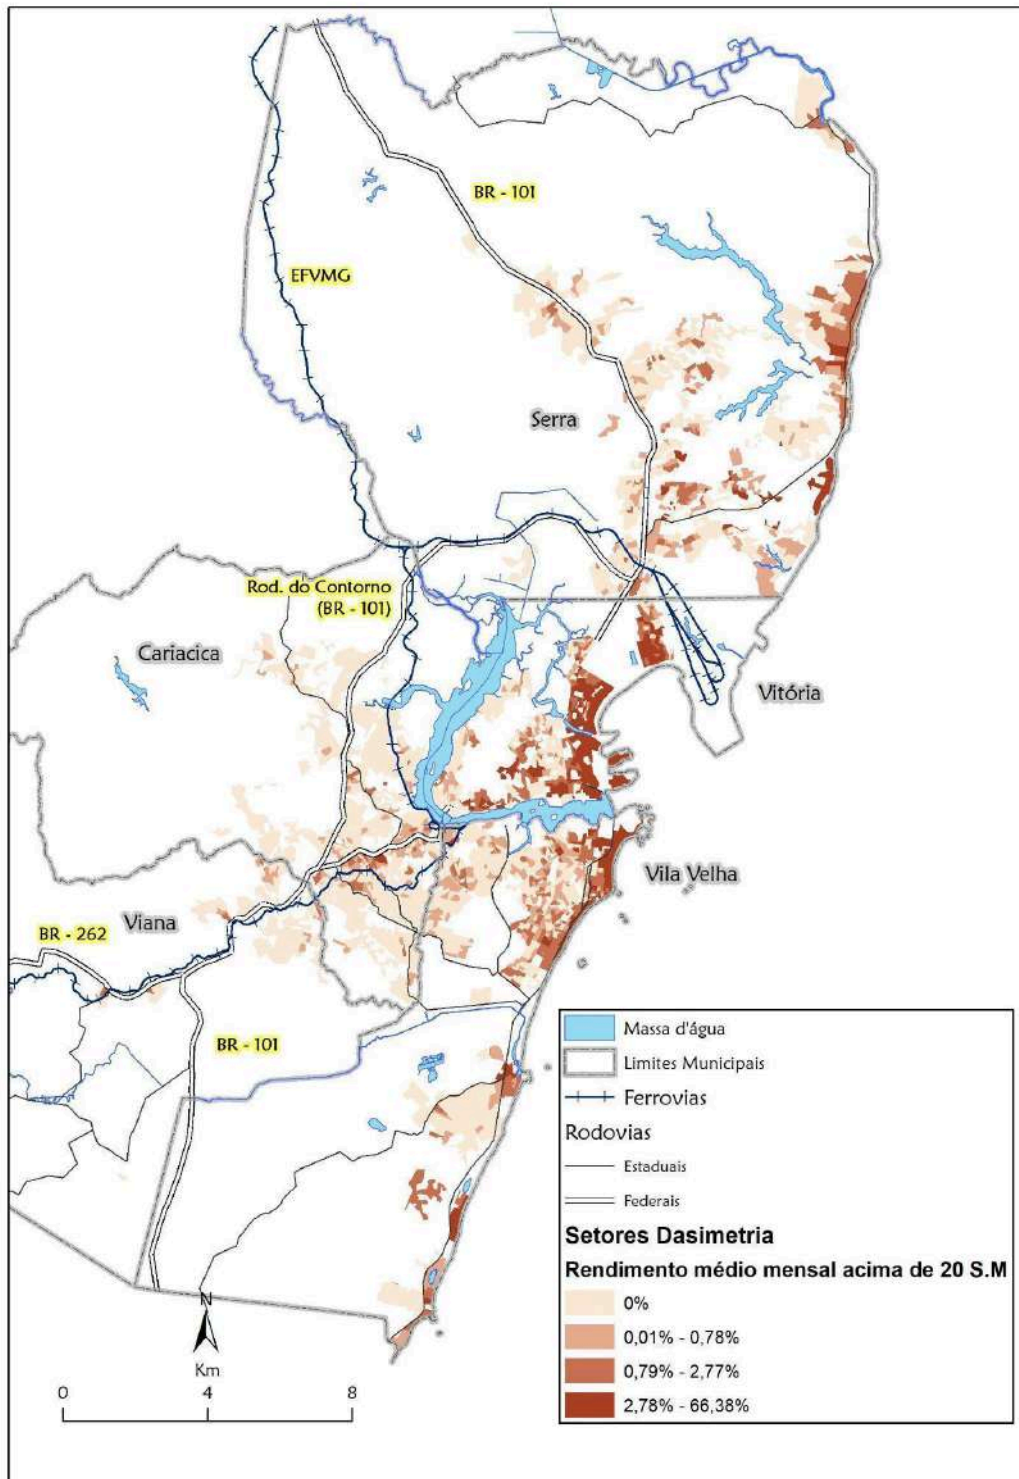 BR - 101
EFVMG
Serra
Rod. do Contorno
(BR - 101)
Cariacica
Vitória
Vila Velha
Viana
BR - 262
BR - 101
Massa d'água
Limites Municipais
Ferrovias
Rodovias
Estaduais
Federais
Setores Dasimetria
Rendimento médio mensal acima de 20 S.M
0%
0,01% - 0,78%
0,79% - 2,77%
2,78% - 66,38%
N
Km
0 4 8